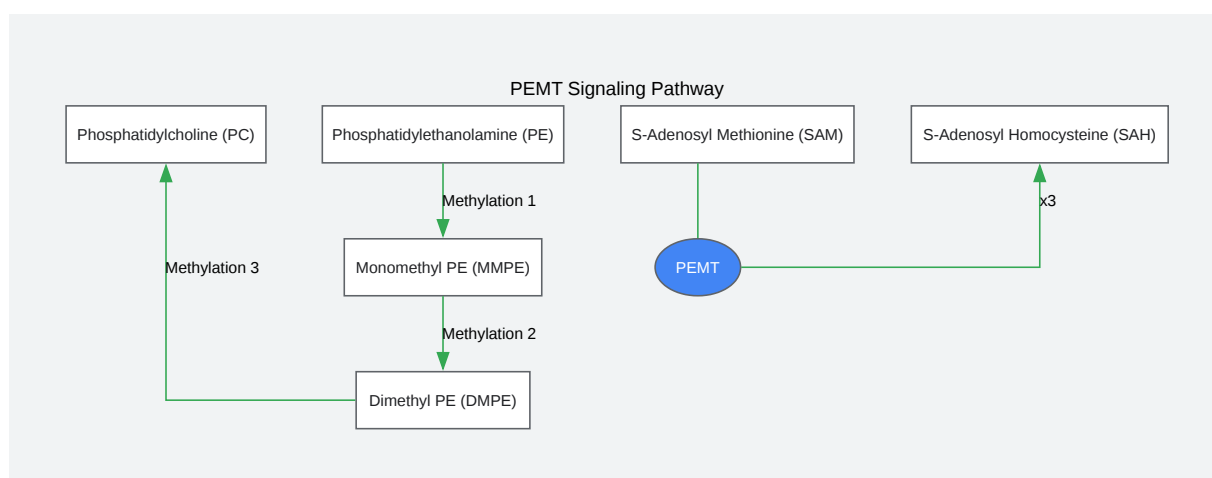 PEMT Signaling Pathway
Phosphatidylcholine (PC)
Phosphatidylethanolamine (PE)
S-Adenosyl Methionine (SAM)
S-Adenosyl Homocysteine (SAH)
Methylation 1
x3
Methylation 3
Monomethyl PE (MMPE)
PEMT
Methylation 2
Dimethyl PE (DMPE)